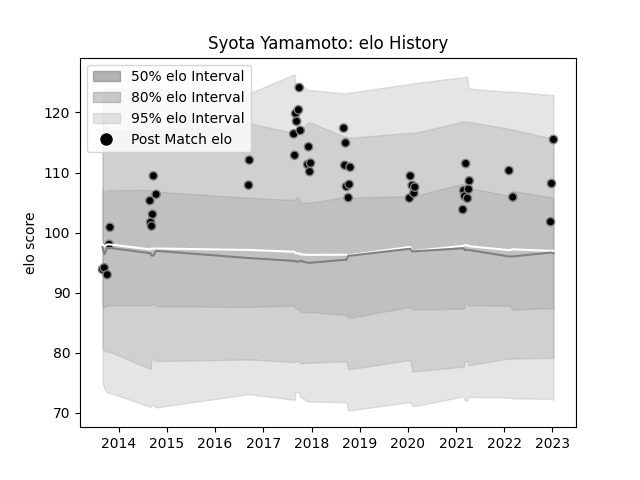 Syota Yamamoto: elo History
50% elo Interval
80% elo Interval
95% elo Interval
Post Match elo
elo score
120
110
100
90
80
70
2014 2015 2016 2017 2018 2019 2020 2021 2022 2023